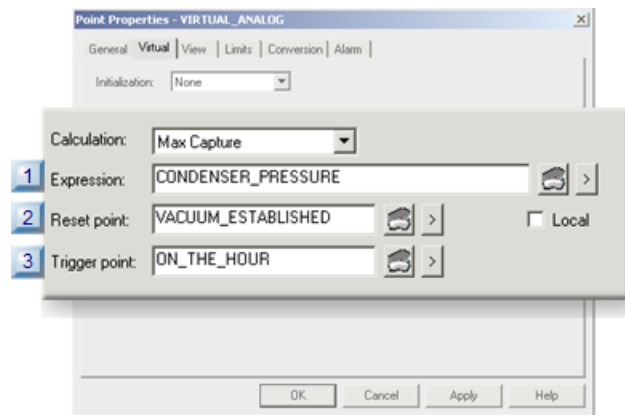 Point Properties - VIRTUAL_ANALOG
General Virtual View Limits Conversion Alarm
Initialization: None
Calculation: Max Capture
1 Expression: CONDENSER_PRESSURE >
2 Reset point: VACUUM_ESTABLISHED > Local
3 Trigger point: ON_THE_HOUR >
OK Cancel Apply Help